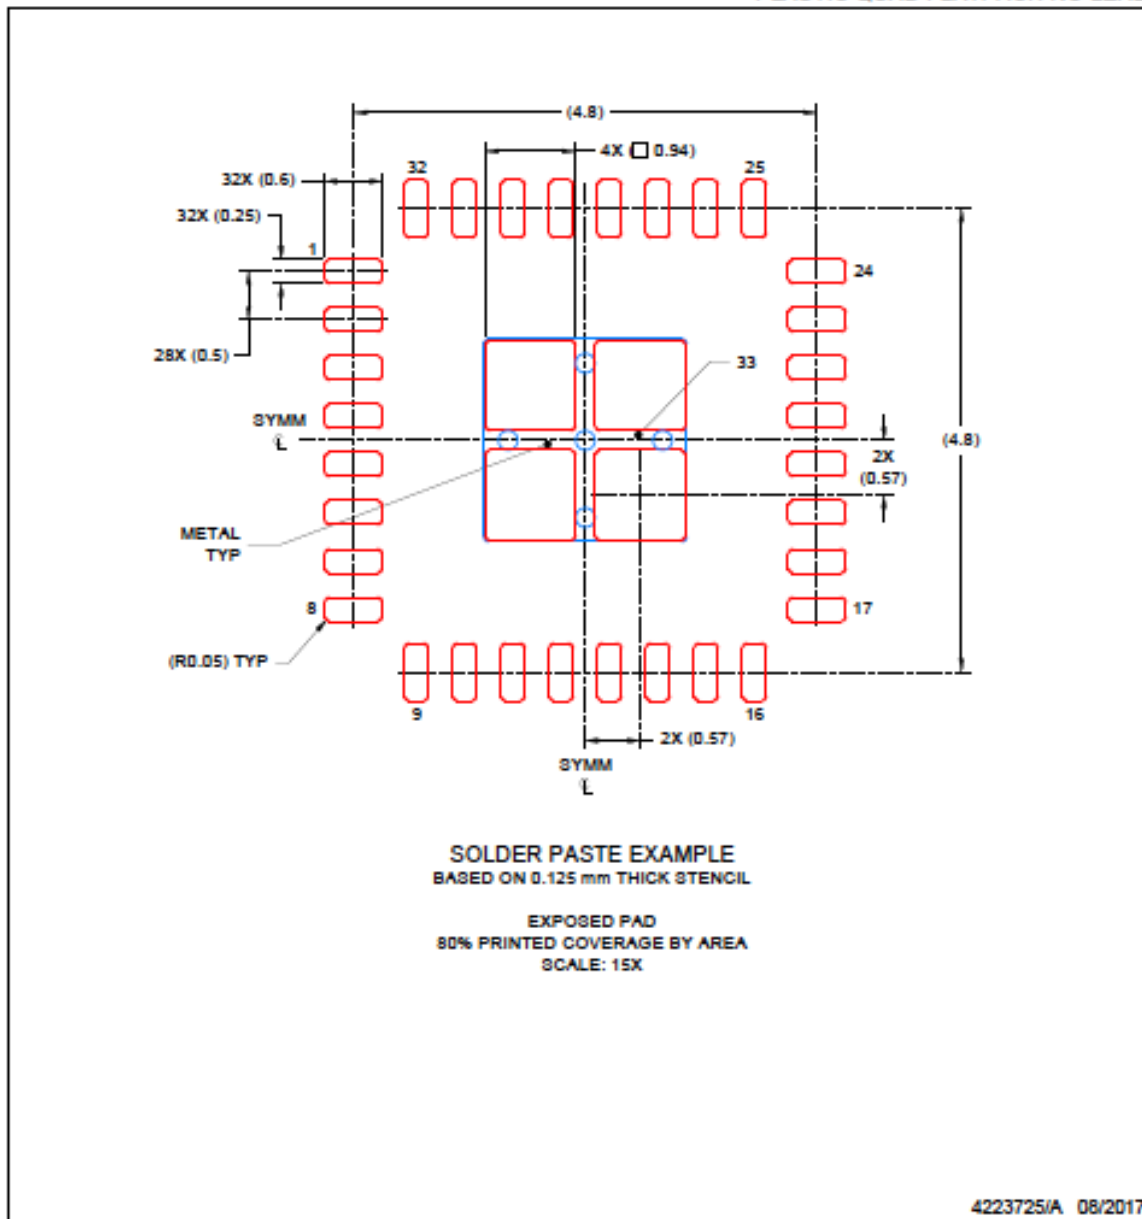 (4.8)
4X (□ 0.94)
32X (0.6)
32
25
32X (0.25)
1
24
28X (0.5)
33
SYMM
℄
(4.8)
2X
(0.57)
METAL
TYP
8
17
(R0.05) TYP
9
16
2X (0.57)
SYMM
℄
SOLDER PASTE EXAMPLE
BASED ON 0.125 mm THICK STENCIL
EXPOSED PAD
80% PRINTED COVERAGE BY AREA
SCALE: 15X
4223725/A 08/2017